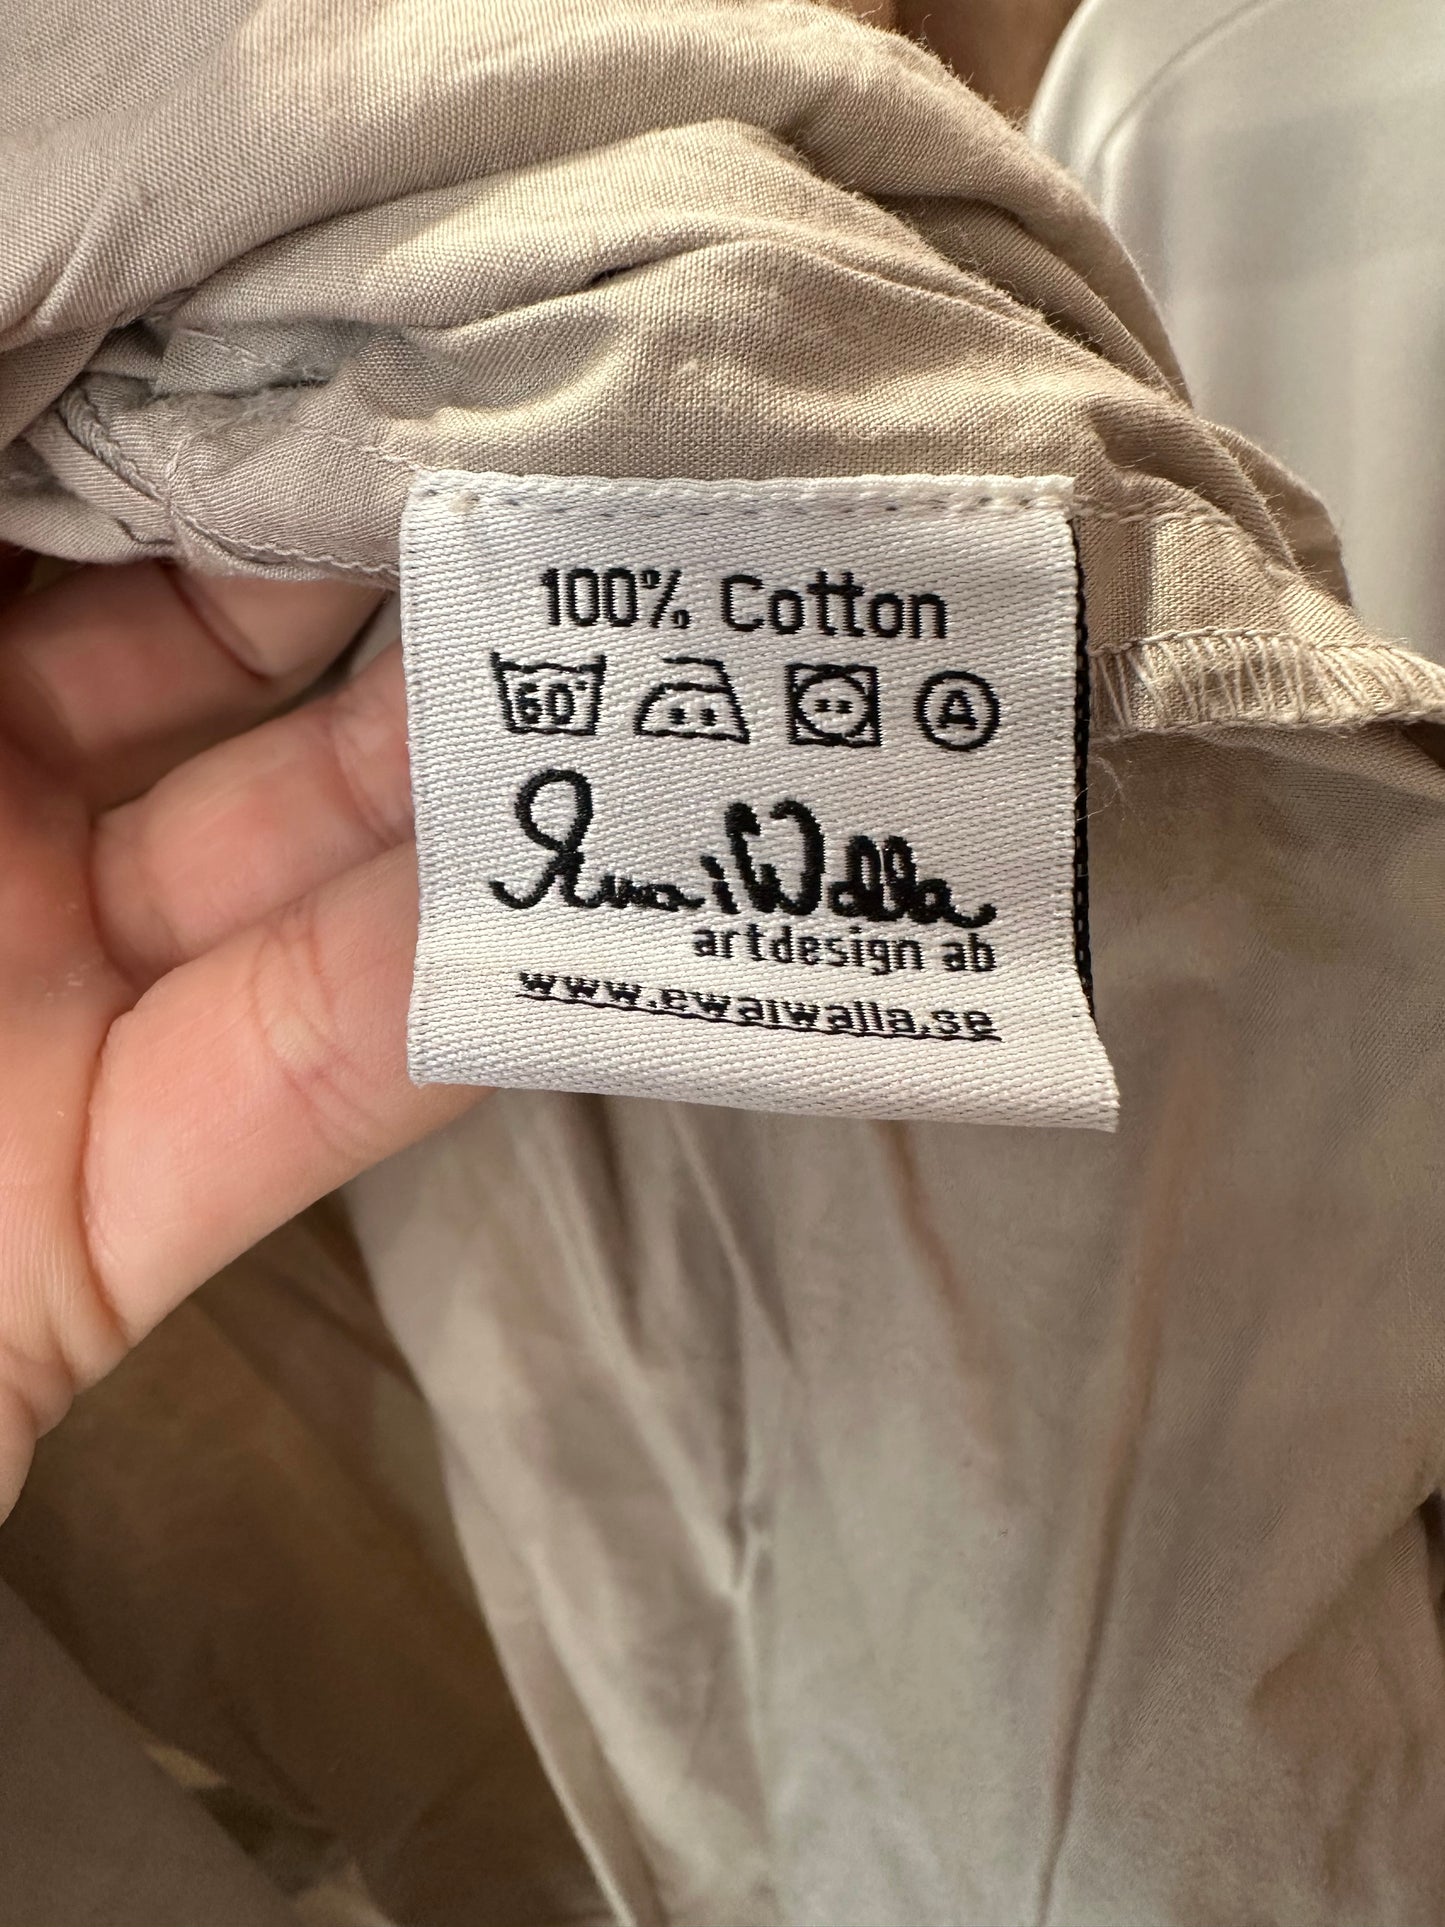 100% Cotton
60°
A
Ewa i Walla
artdesign ab
www.ewaiwalla.se